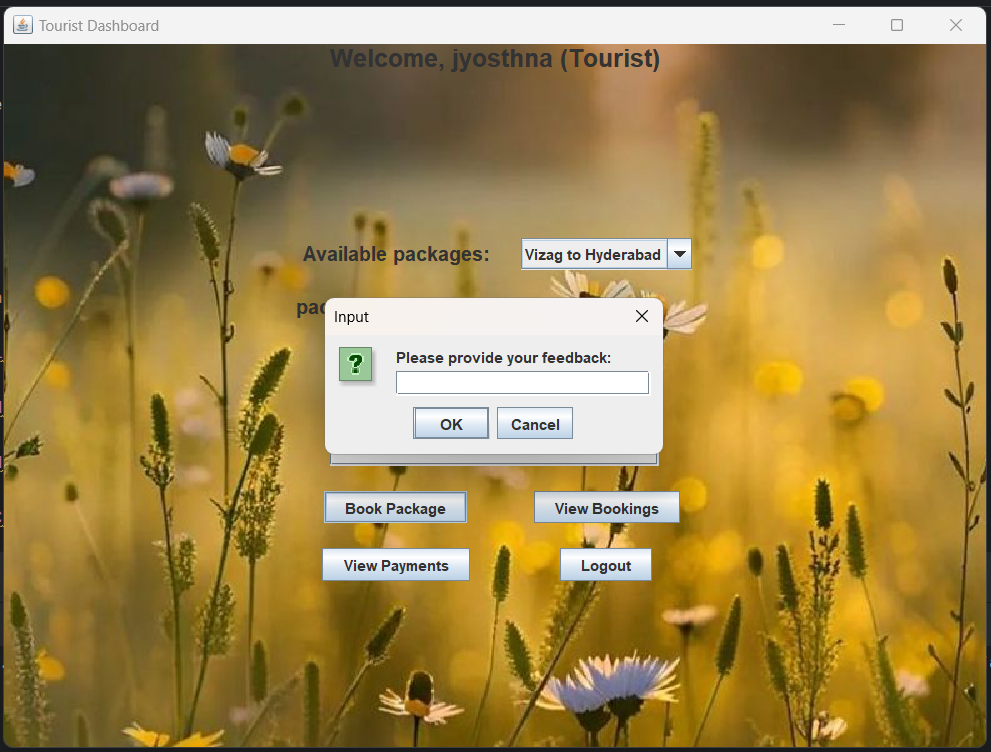 Tourist Dashboard
Welcome, jyosthna (Tourist)
Available packages:
Vizag to Hyderabad
Input
?
Please provide your feedback:
OK
Cancel
Book Package
View Bookings
View Payments
Logout